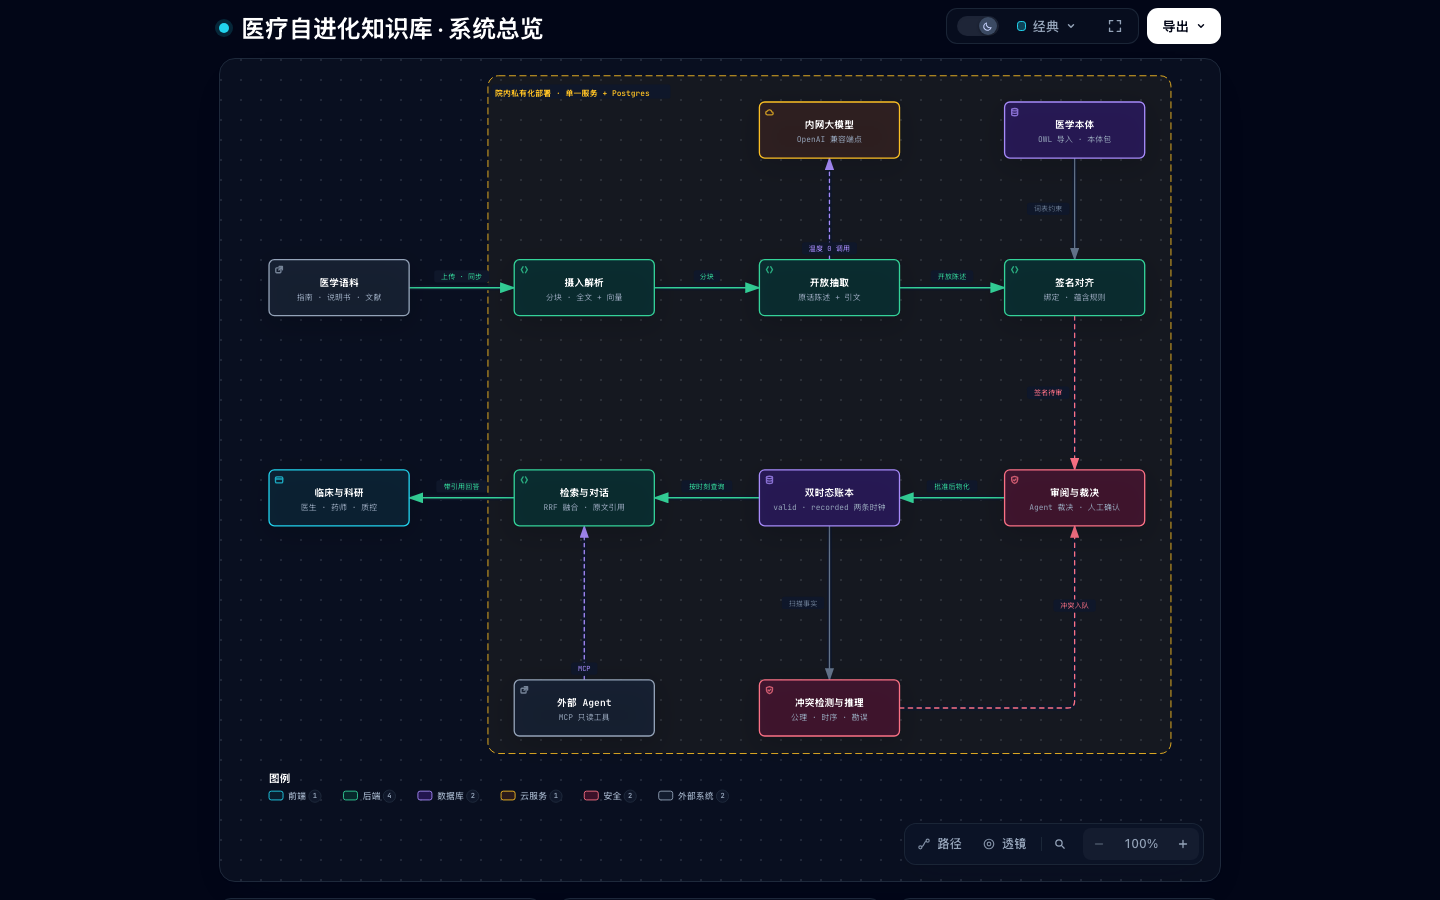 医疗自进化知识库 · 系统总览
经典
导出
院内私有化部署 · 单一服务 + Postgres
内网大模型
OpenAI 兼容端点
医学本体
OWL 导入 · 本体包
词表约束
温度 0 调用
医学语料
指南 · 说明书 · 文献
上传 · 同步
摄入解析
分块 · 全文 + 向量
分块
开放抽取
原话陈述 + 引文
开放陈述
签名对齐
绑定 · 蕴含规则
签名待审
临床与科研
医生 · 药师 · 质控
带引用回答
检索与对话
RRF 融合 · 原文引用
按时刻查询
双时态账本
valid · recorded 两条时钟
批准后物化
审阅与裁决
Agent 裁决 · 人工确认
扫描事实
冲突入队
MCP
外部 Agent
MCP 只读工具
冲突检测与推理
公理 · 时序 · 勘误
图例
前端 1
后端 4
数据库 2
云服务 1
安全 2
外部系统 2
路径
透镜
100%